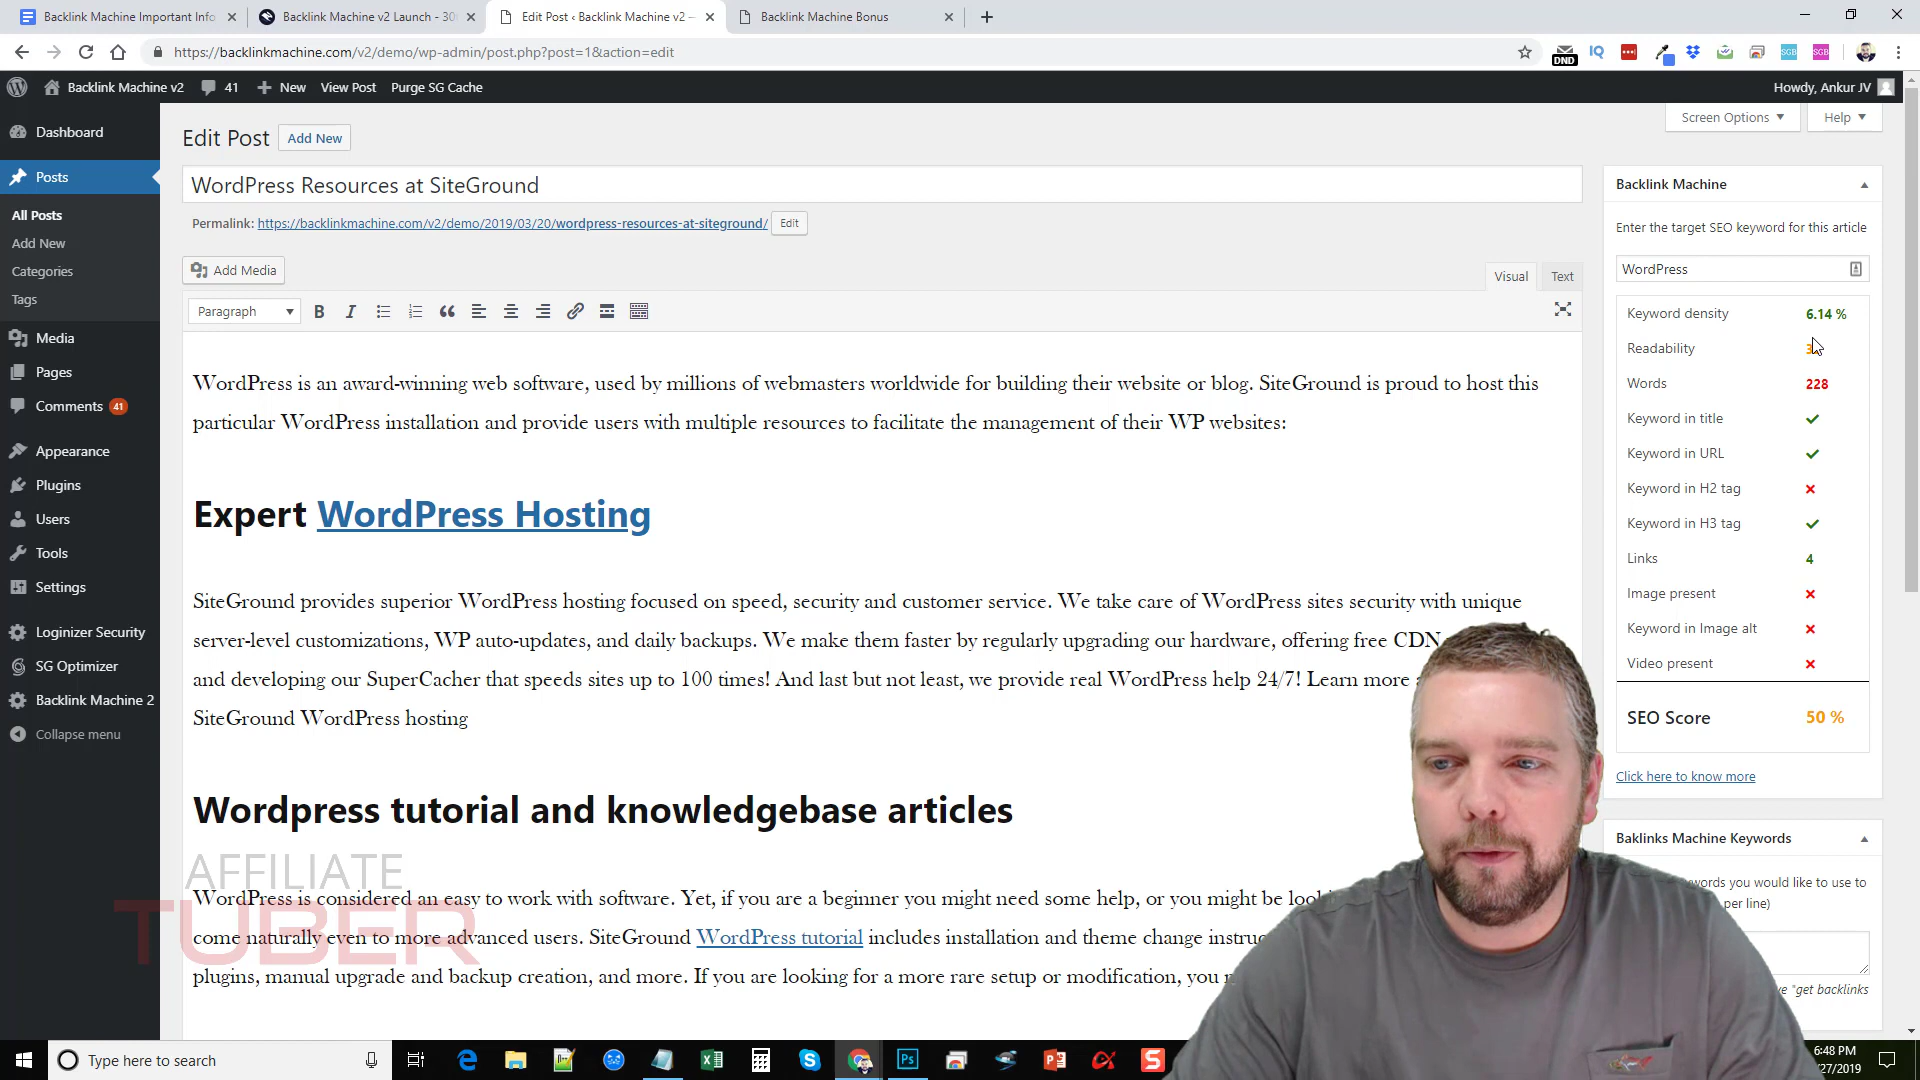 Backlink Machine Important Info
Backlink Machine v2 Launch - 30
Edit Post ‹ Backlink Machine v2 —
Backlink Machine Bonus
https://backlinkmachine.com/v2/demo/wp-admin/post.php?post=1&action=edit
DND
IQ
SGB
SGB
Backlink Machine v2
41
New
View Post
Purge SG Cache
Howdy, Ankur JV
Dashboard
Posts
All Posts
Add New
Categories
Tags
Media
Pages
Comments 41
Appearance
Plugins
Users
Tools
Settings
Loginizer Security
SG Optimizer
Backlink Machine 2
Collapse menu
Screen Options
Help
Edit Post
Add New
WordPress Resources at SiteGround
Permalink: https://backlinkmachine.com/v2/demo/2019/03/20/wordpress-resources-at-siteground/ Edit
Add Media
Visual
Text
Paragraph
B
I
WordPress is an award-winning web software, used by millions of webmasters worldwide for building their website or blog. SiteGround is proud to host this
particular WordPress installation and provide users with multiple resources to facilitate the management of their WP websites:
Expert WordPress Hosting
SiteGround provides superior WordPress hosting focused on speed, security and customer service. We take care of WordPress sites security with unique
server-level customizations, WP auto-updates, and daily backups. We make them faster by regularly upgrading our hardware, offering free CDN
and developing our SuperCacher that speeds sites up to 100 times! And last but not least, we provide real WordPress help 24/7! Learn more
SiteGround WordPress hosting
Wordpress tutorial and knowledgebase articles
WordPress is considered an easy to work with software. Yet, if you are a beginner you might need some help, or you might be
come naturally even to more advanced users. SiteGround WordPress tutorial includes installation and theme change
plugins, manual upgrade and backup creation, and more. If you are looking for a more rare setup or modification, you
AFFILIATE
TUBER
Backlink Machine
Enter the target SEO keyword for this article
WordPress
Keyword density 6.14 %
Readability
Words 228
Keyword in title
Keyword in URL
Keyword in H2 tag
Keyword in H3 tag
Links 4
Image present
Keyword in Image alt
Video present
SEO Score 50 %
Click here to know more
Baklinks Machine Keywords
you would like to use to
per line)
"get backlinks
Type here to search
6:48 PM
/27/2019